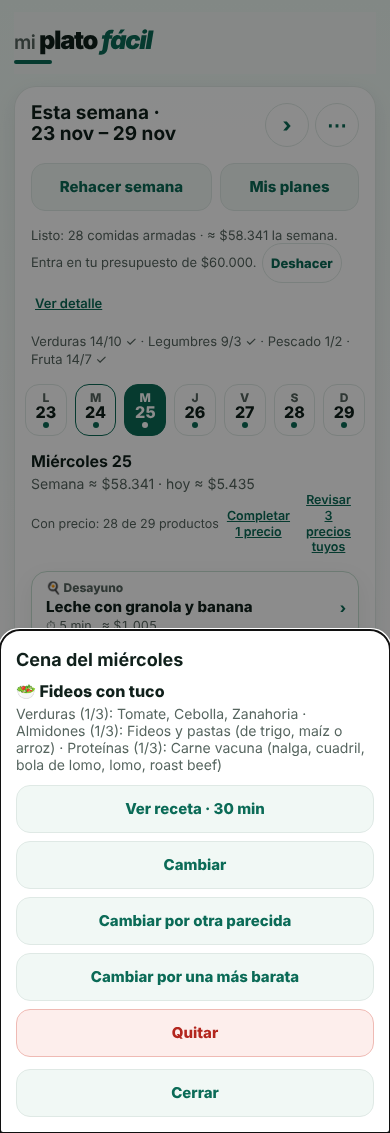 mi plato fácil
Esta semana ·
23 nov – 29 nov
›
···
Rehacer semana
Mis planes
Listo: 28 comidas armadas · ≈ $58.341 la semana.
Entra en tu presupuesto de $60.000.
Deshacer
Ver detalle
Verduras 14/10 ✓ · Legumbres 9/3 ✓ · Pescado 1/2 ·
Fruta 14/7 ✓
L M M J V S D
23 24 25 26 27 28 29
Miércoles 25
Semana ≈ $58.341 · hoy ≈ $5.435
Con precio: 28 de 29 productos
Completar
1 precio
Revisar
3
precios
tuyos
🍳 Desayuno
Leche con granola y banana
›
⏱ 5 min · ≈ $1.005
Cena del miércoles
🥗 Fideos con tuco
Verduras (1/3): Tomate, Cebolla, Zanahoria ·
Almidones (1/3): Fideos y pastas (de trigo, maíz o
arroz) · Proteínas (1/3): Carne vacuna (nalga, cuadril,
bola de lomo, lomo, roast beef)
Ver receta · 30 min
Cambiar
Cambiar por otra parecida
Cambiar por una más barata
Quitar
Cerrar